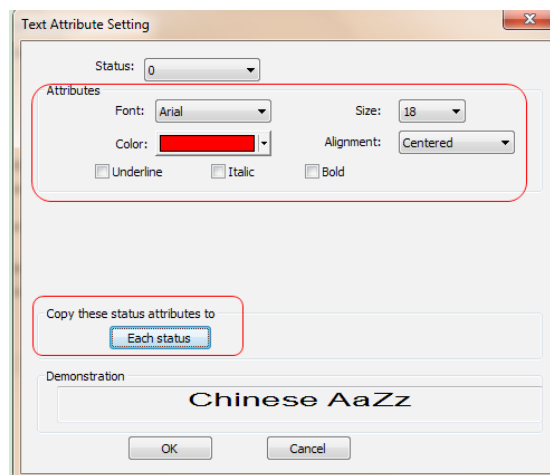 Text Attribute Setting
Status: 0
Attributes
Font: Arial Size: 18
Color: Alignment: Centered
Underline Italic Bold
Copy these status attributes to
Each status
Demonstration
Chinese AaZz
OK Cancel